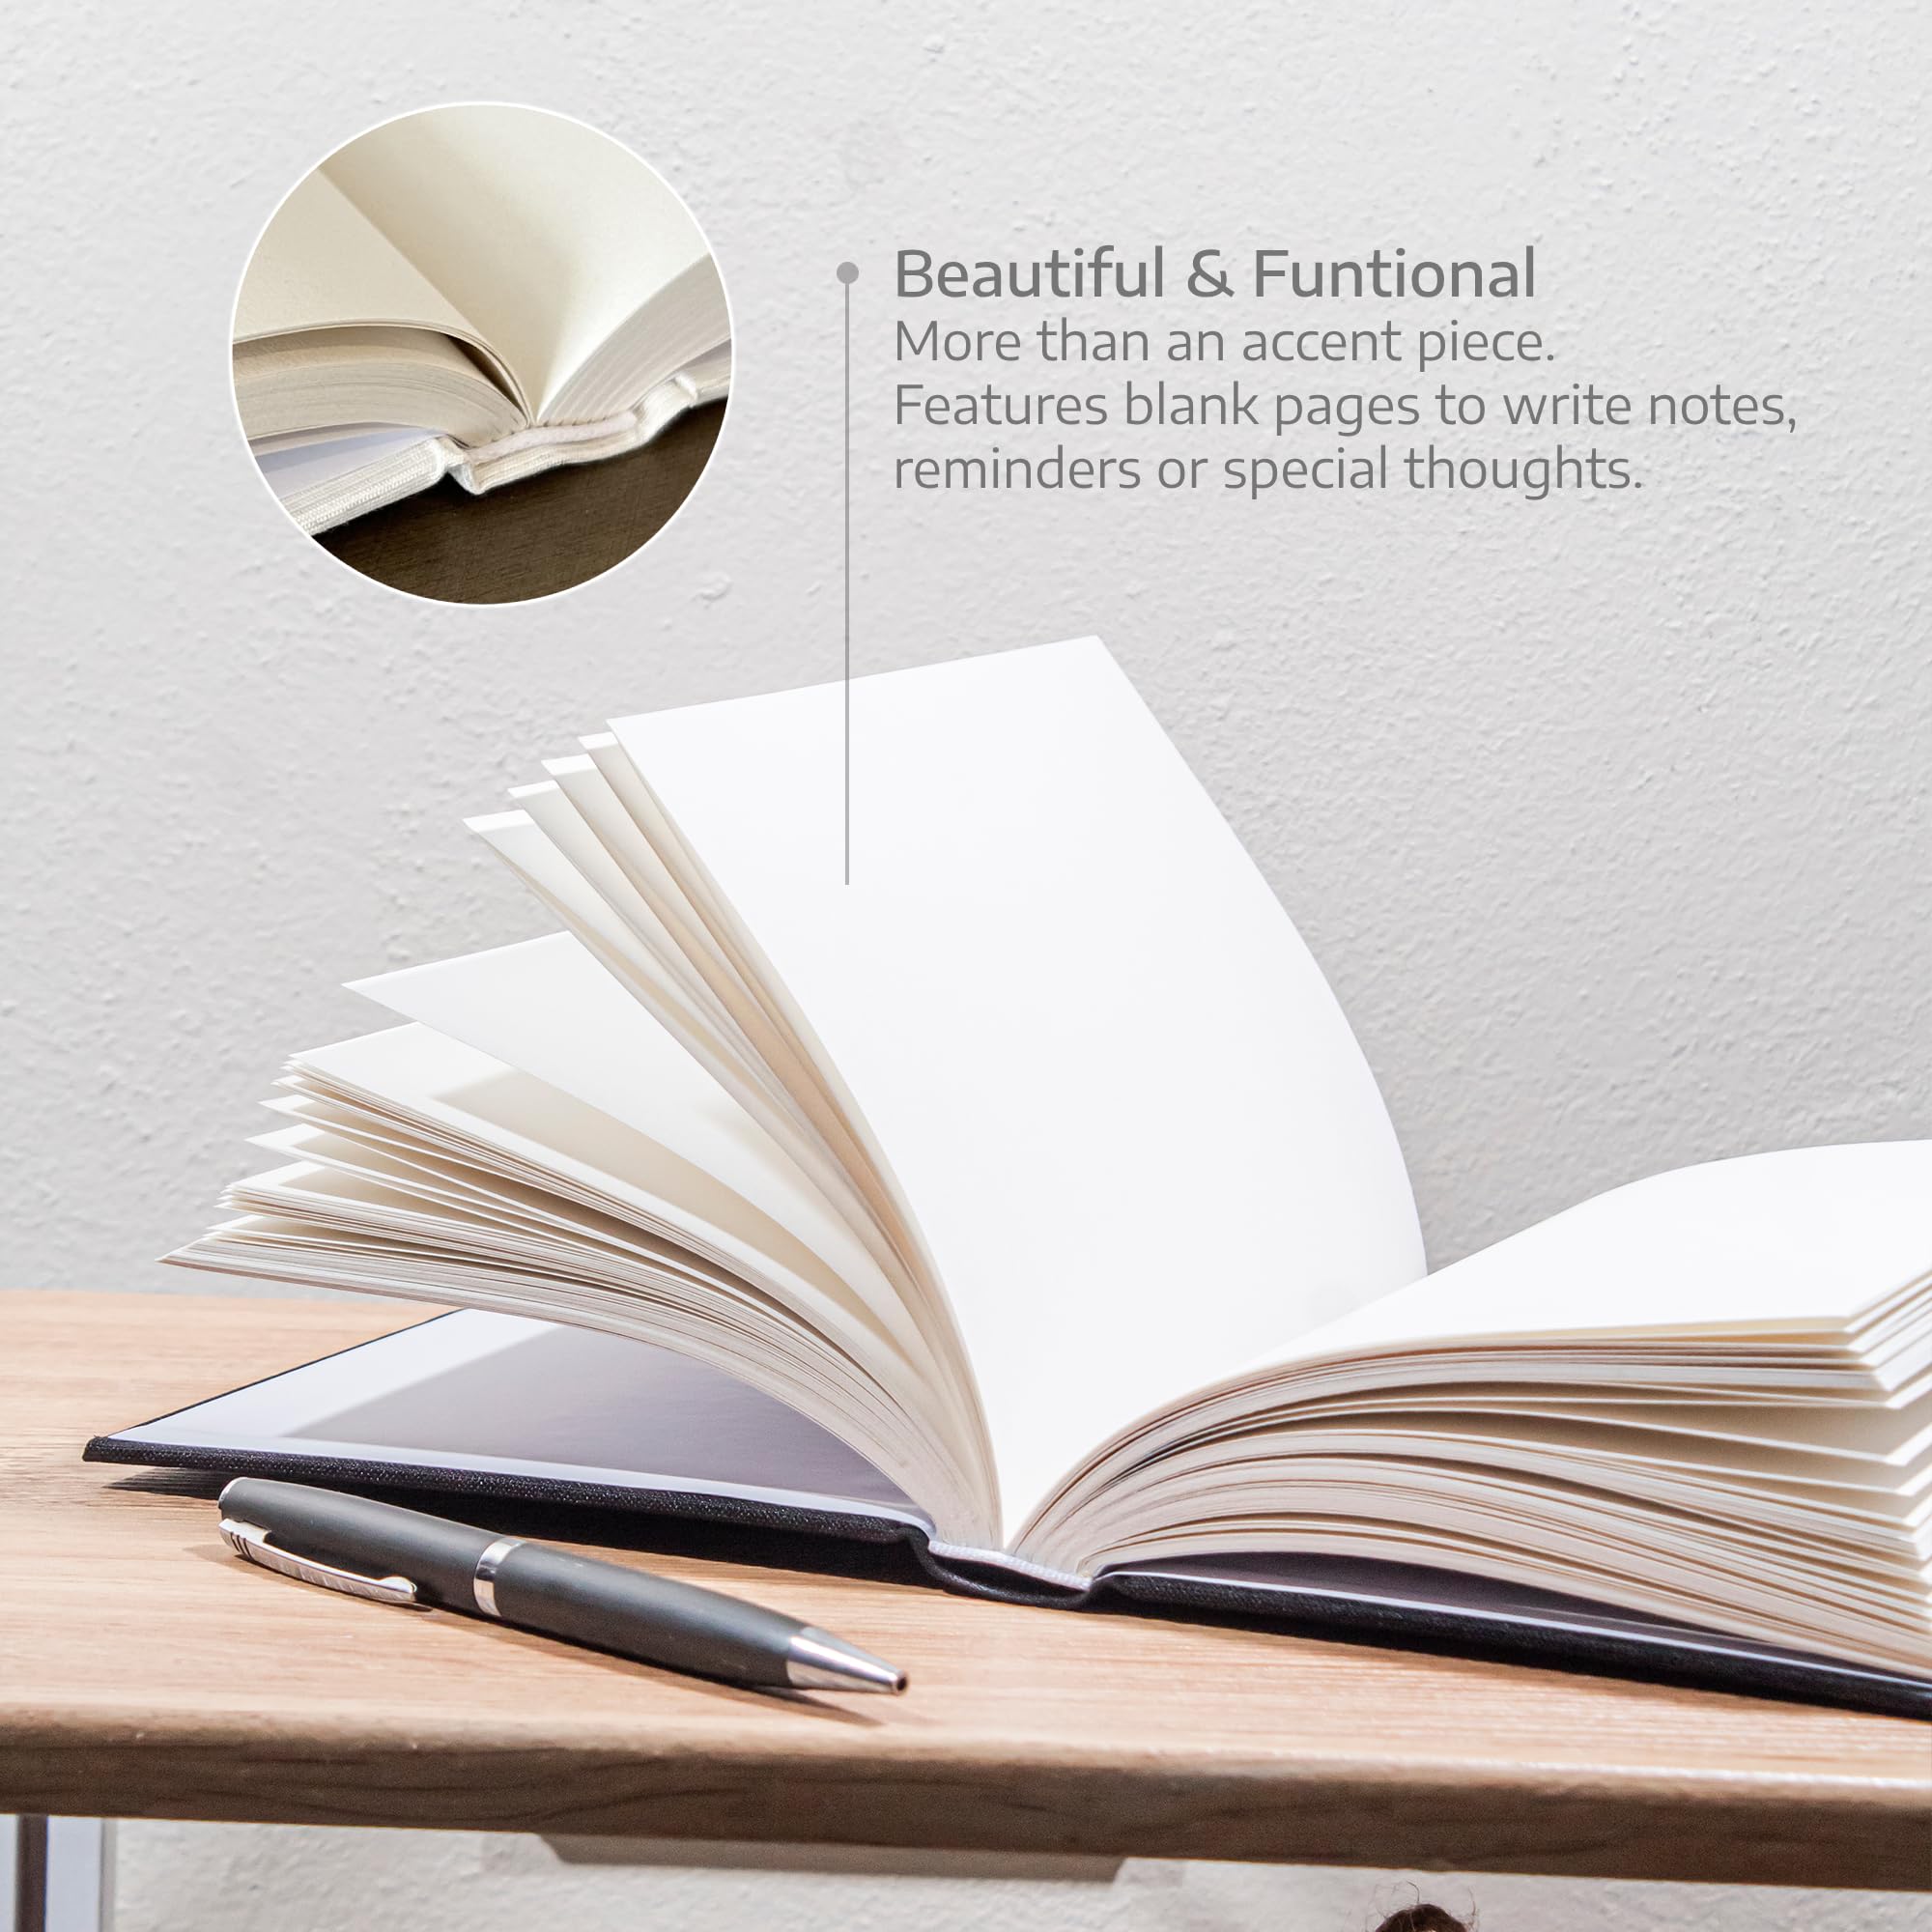 Beautiful & Funtional
More than an accent piece.
Features blank pages to write notes,
reminders or special thoughts.